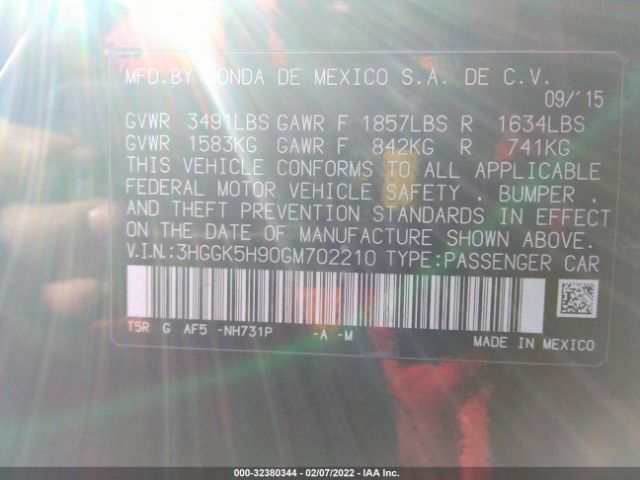 MFD.BY HONDA DE MEXICO S.A. DE C.V.
09/'15
GVWR 3491LBS GAWR F 1857LBS R 1634LBS
GVWR 1583KG GAWR F 842KG R 741KG
THIS VEHICLE CONFORMS TO ALL APPLICABLE
FEDERAL MOTOR VEHICLE SAFETY , BUMPER ,
AND THEFT PREVENTION STANDARDS IN EFFECT
ON THE DATE OF MANUFACTURE SHOWN ABOVE.
V.I.N.:3HGGK5H90GM702210 TYPE:PASSENGER CAR
T5R G AF5 -NH731P -A -M
MADE IN MEXICO
000-32380344 - 02/07/2022 - IAA Inc.